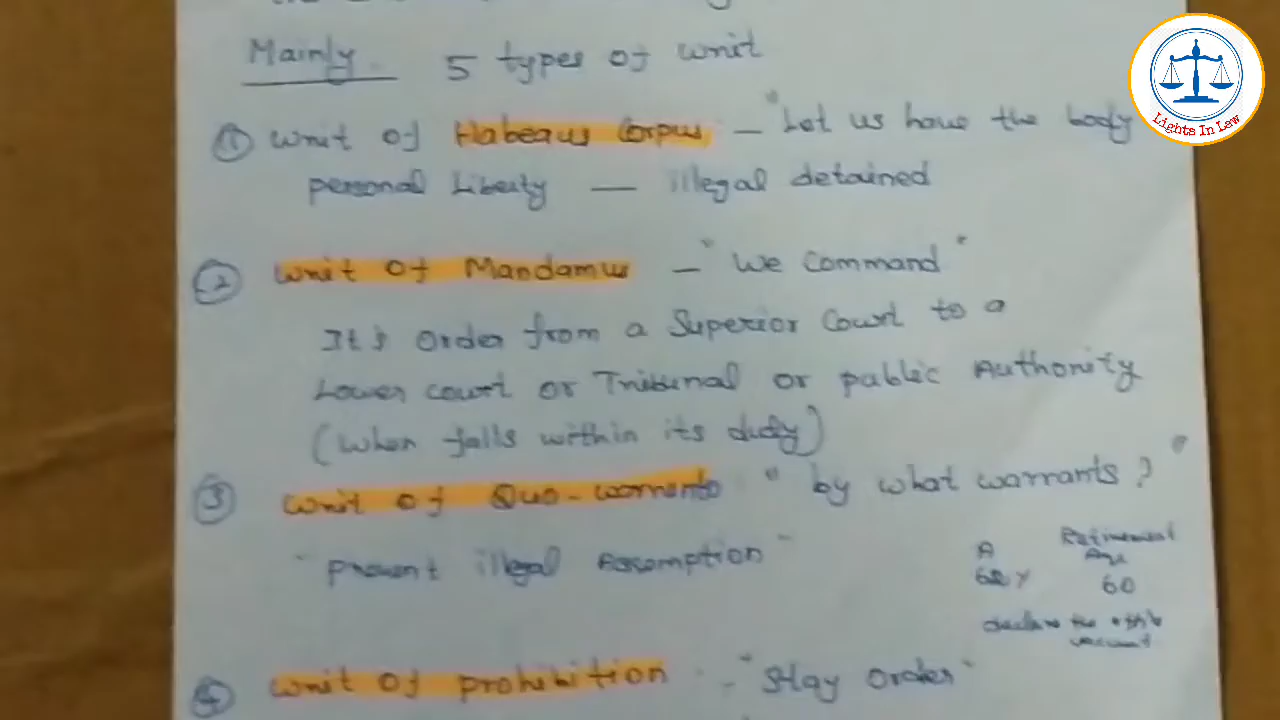 Mainly 5 types of writ
① Writ of Habeaus Corpus, — "Let us have the body
personal Liberty — illegal detained
② Writ of Mandamus — "We Command"
It's Order from a Superior Court to a
Lower court or Tribunal or public Authority
(When falls within its duty)
③ Writ of Quo-warranto "by what warrants?"
"Prevent illegal Assumption"
A Retirement
Age
62 Y 60
declare the
④ Writ of prohibition - "Stay Order"
Lights In Law